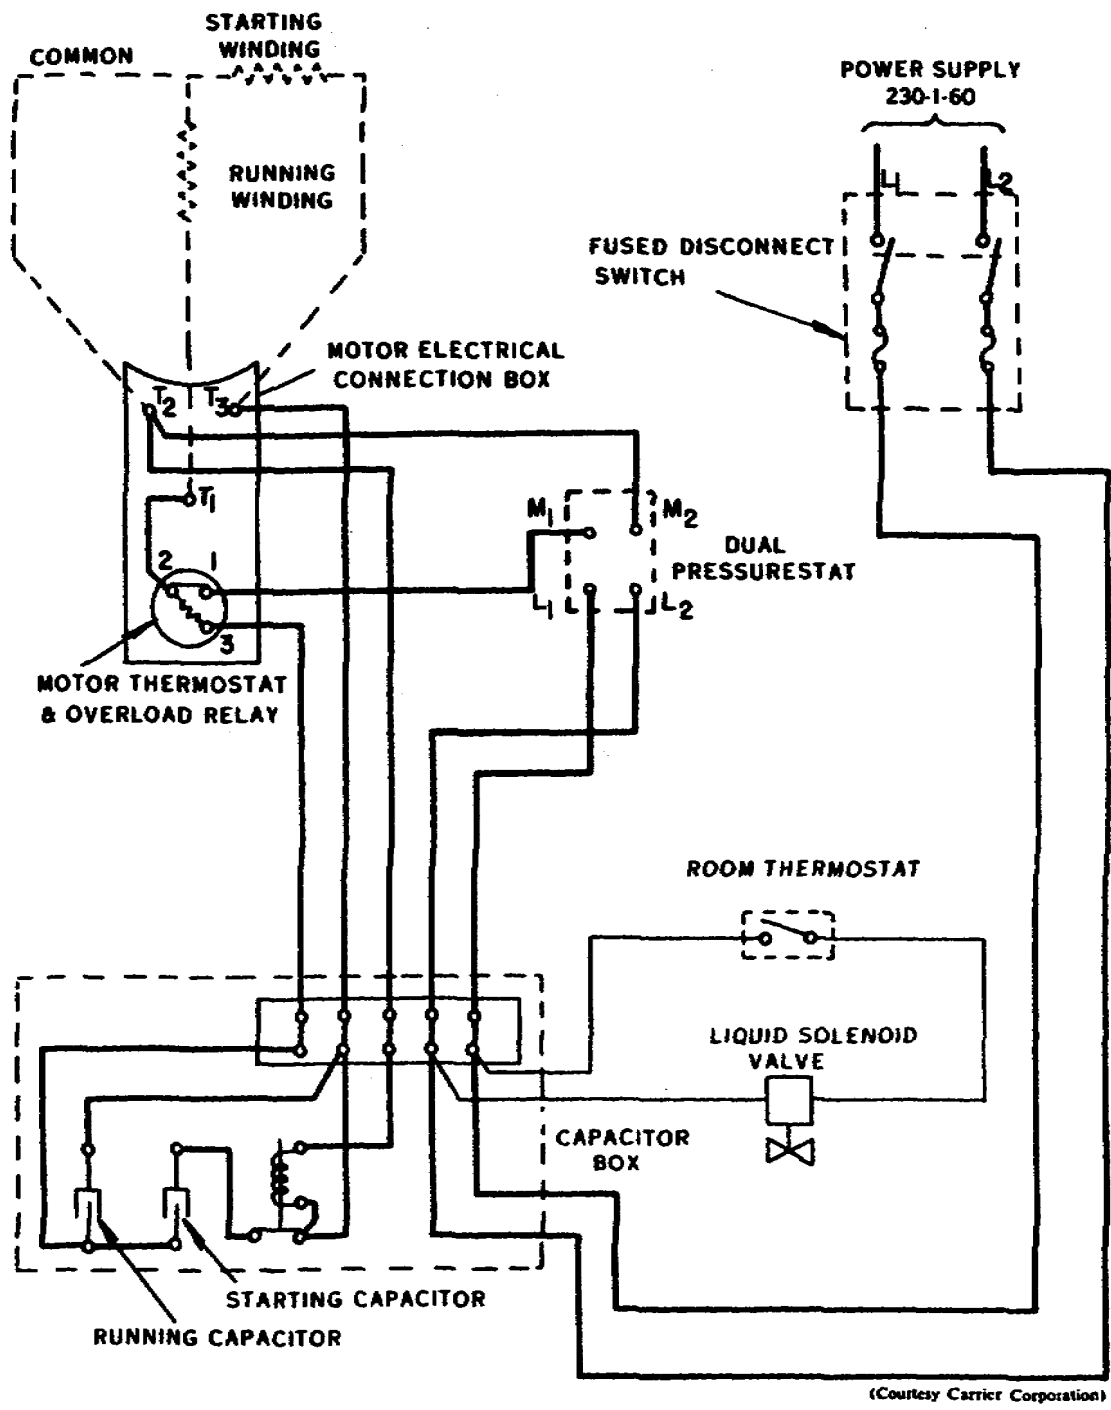 STARTING
WINDING
COMMON
POWER SUPPLY
230-1-60
RUNNING
WINDING
L1
L2
FUSED DISCONNECT
SWITCH
MOTOR ELECTRICAL
CONNECTION BOX
T2
T3
T1
M1
M2
DUAL
PRESSURESTAT
2
1
L1
L2
3
MOTOR THERMOSTAT
& OVERLOAD RELAY
ROOM THERMOSTAT
LIQUID SOLENOID
VALVE
CAPACITOR
BOX
STARTING CAPACITOR
RUNNING CAPACITOR
(Courtesy Carrier Corporation)